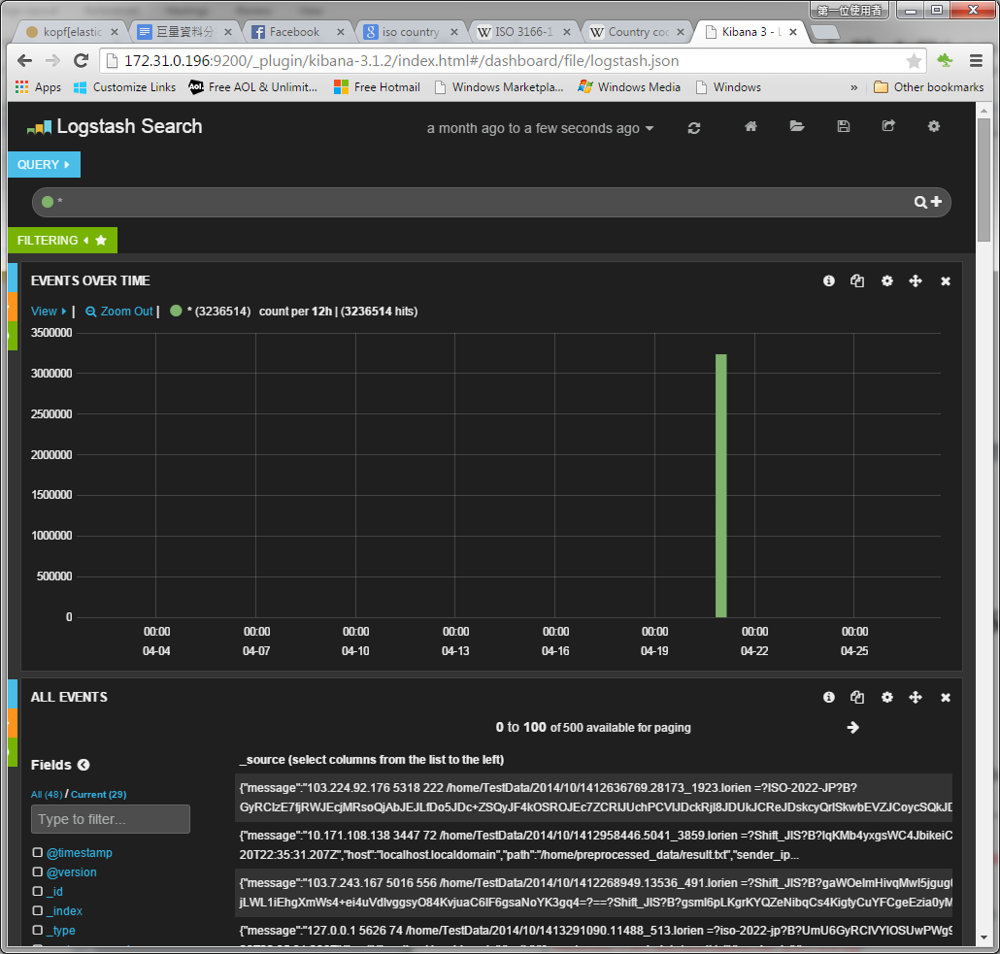 第一位使用者
kopf[elastic
巨量資料分
Facebook
iso country
ISO 3166-1
Country co
Kibana 3 - L
172.31.0.196:9200/_plugin/kibana-3.1.2/index.html#/dashboard/file/logstash.json
Apps
Customize Links
Aol.
Free AOL & Unlimit...
Free Hotmail
Windows Marketpla...
Windows Media
Windows
»
Other bookmarks
Logstash Search
a month ago to a few seconds ago
QUERY
*
FILTERING
EVENTS OVER TIME
View | Zoom Out | * (3236514) count per 12h | (3236514 hits)
3500000
3000000
2500000
2000000
1500000
1000000
500000
0
00:00 00:00 00:00 00:00 00:00 00:00 00:00 00:00
04-04 04-07 04-10 04-13 04-16 04-19 04-22 04-25
ALL EVENTS
0 to 100 of 500 available for paging
Fields
All (48) / Current (29)
Type to filter...
@timestamp
@version
_id
_index
_type
_source (select columns from the list to the left)
{"message":"103.224.92.176 5318 222 /home/TestData/2014/10/1412636769.28173_1923.lorien =?ISO-2022-JP?B?
{"message":"10.171.108.138 3447 72 /home/TestData/2014/10/1412958446.5041_3859.lorien =?Shift_JIS?B?
20T22:35:31.207Z","host":"localhost.localdomain","path":"/home/preprocessed_data/result.txt","sender_ip...
{"message":"103.7.243.167 5016 556 /home/TestData/2014/10/1412268949.13536_491.lorien =?Shift_JIS?B?
{"message":"127.0.0.1 5626 74 /home/TestData/2014/10/1413291090.11488_513.lorien =?iso-2022-jp?B?